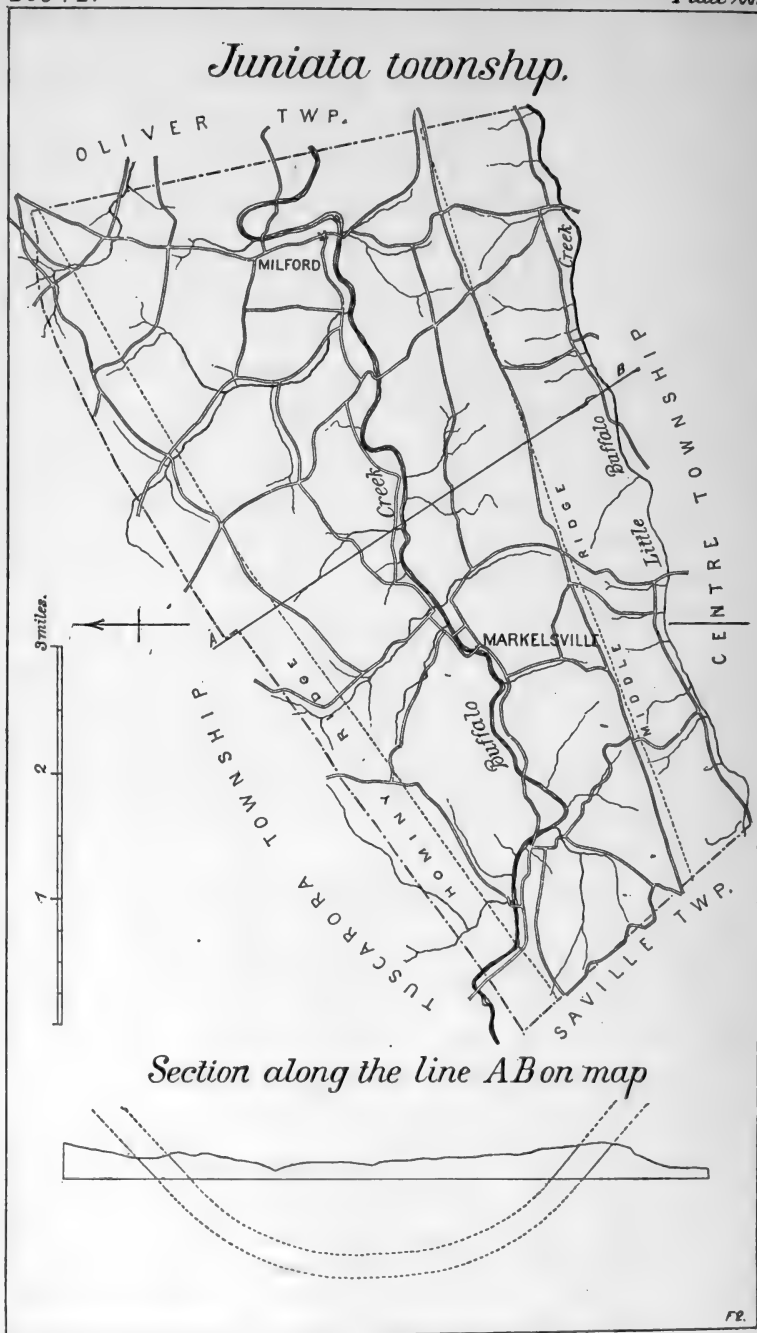 Juniata township.
OLIVER TWP.
MILFORD
Creek
B
CENTRE TOWNSHIP
Buffalo
Creek
RIDGE
Little
3 miles.
A
MARKELSVILLE
RIDGE
MIDDLE
TUSCARORA TOWNSHIP
Buffalo
2
HOMINY
1
SAVILLE TWP.
Section along the line AB on map